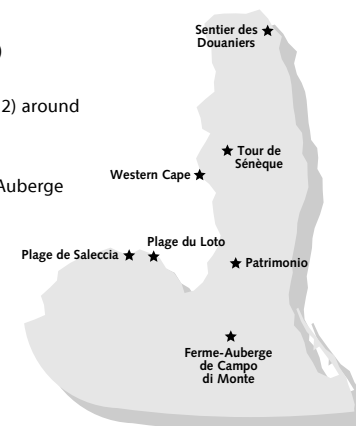 Sentier des
Douaniers
)
2) around
Tour de
Sénèque
Western Cape
Auberge
Plage du Loto
Plage de Saleccia
Patrimonio
Ferme-Auberge
de Campo
di Monte